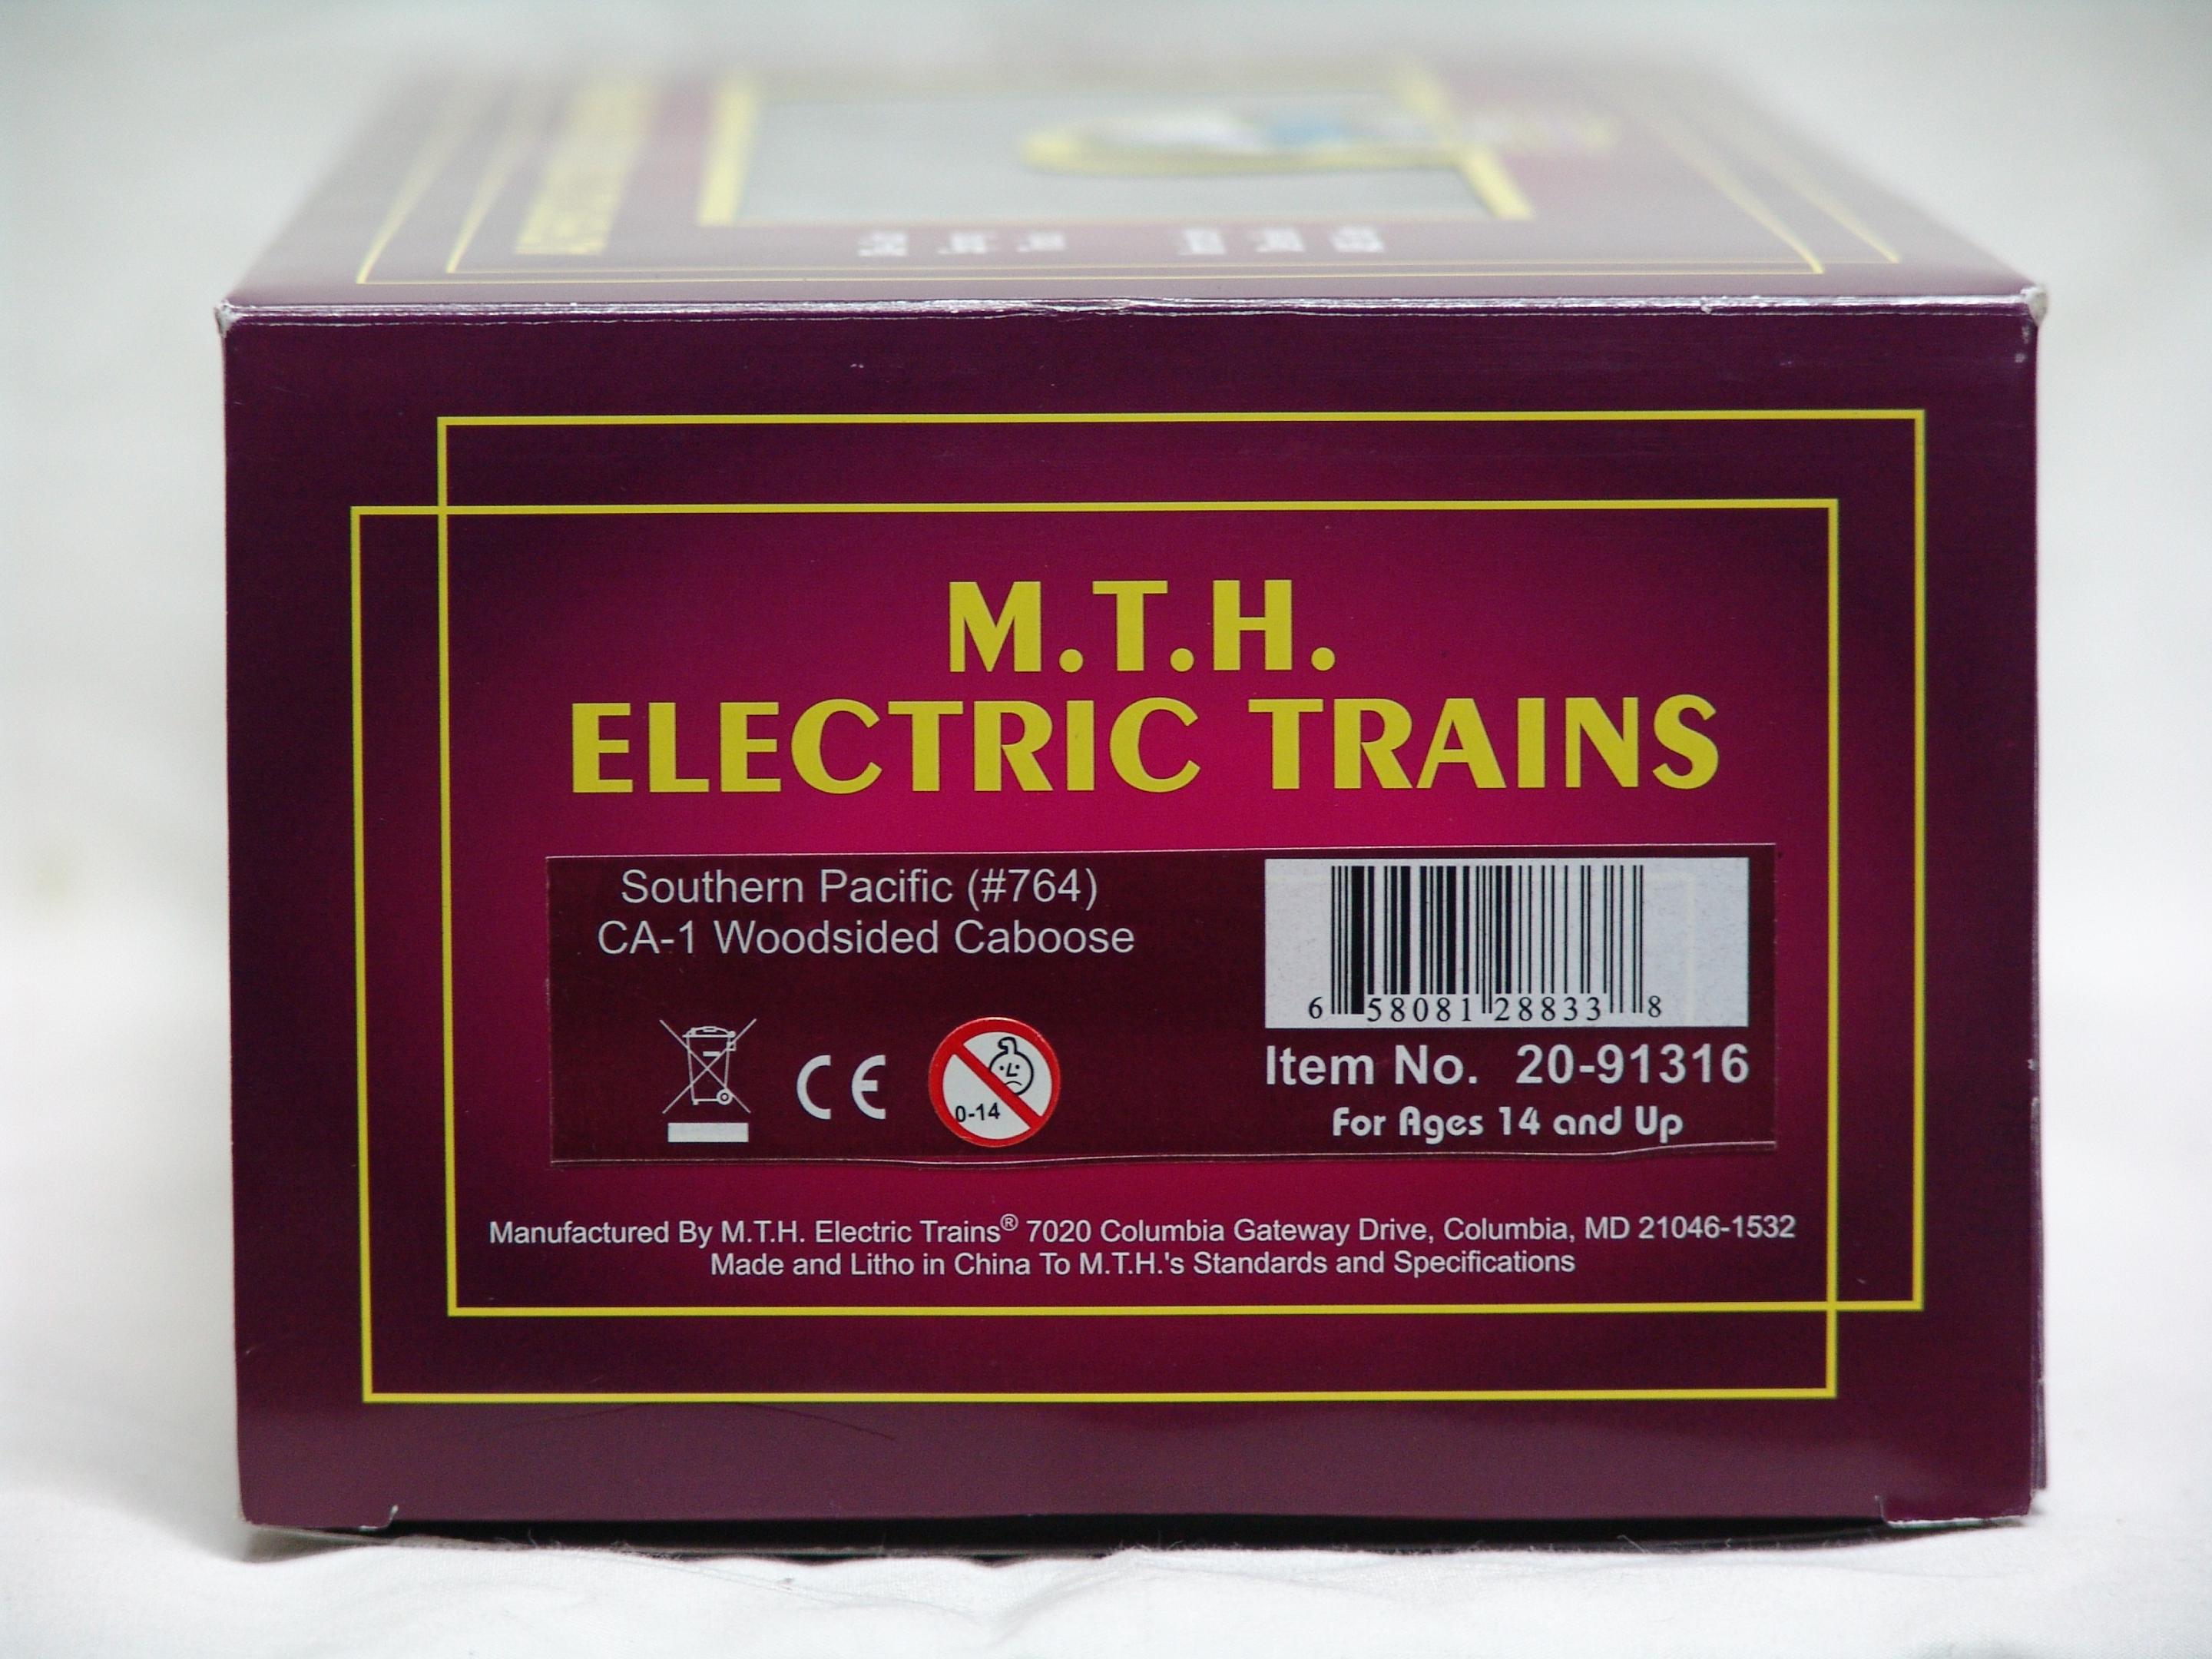 M.T.H.
ELECTRIC TRAINS
Southern Pacific (#764)
CA-1 Woodsided Caboose
6 58081 28833 8
CE
0-14
Item No. 20-91316
For Ages 14 and Up
Manufactured By M.T.H. Electric Trains® 7020 Columbia Gateway Drive, Columbia, MD 21046-1532
Made and Litho in China To M.T.H.'s Standards and Specifications